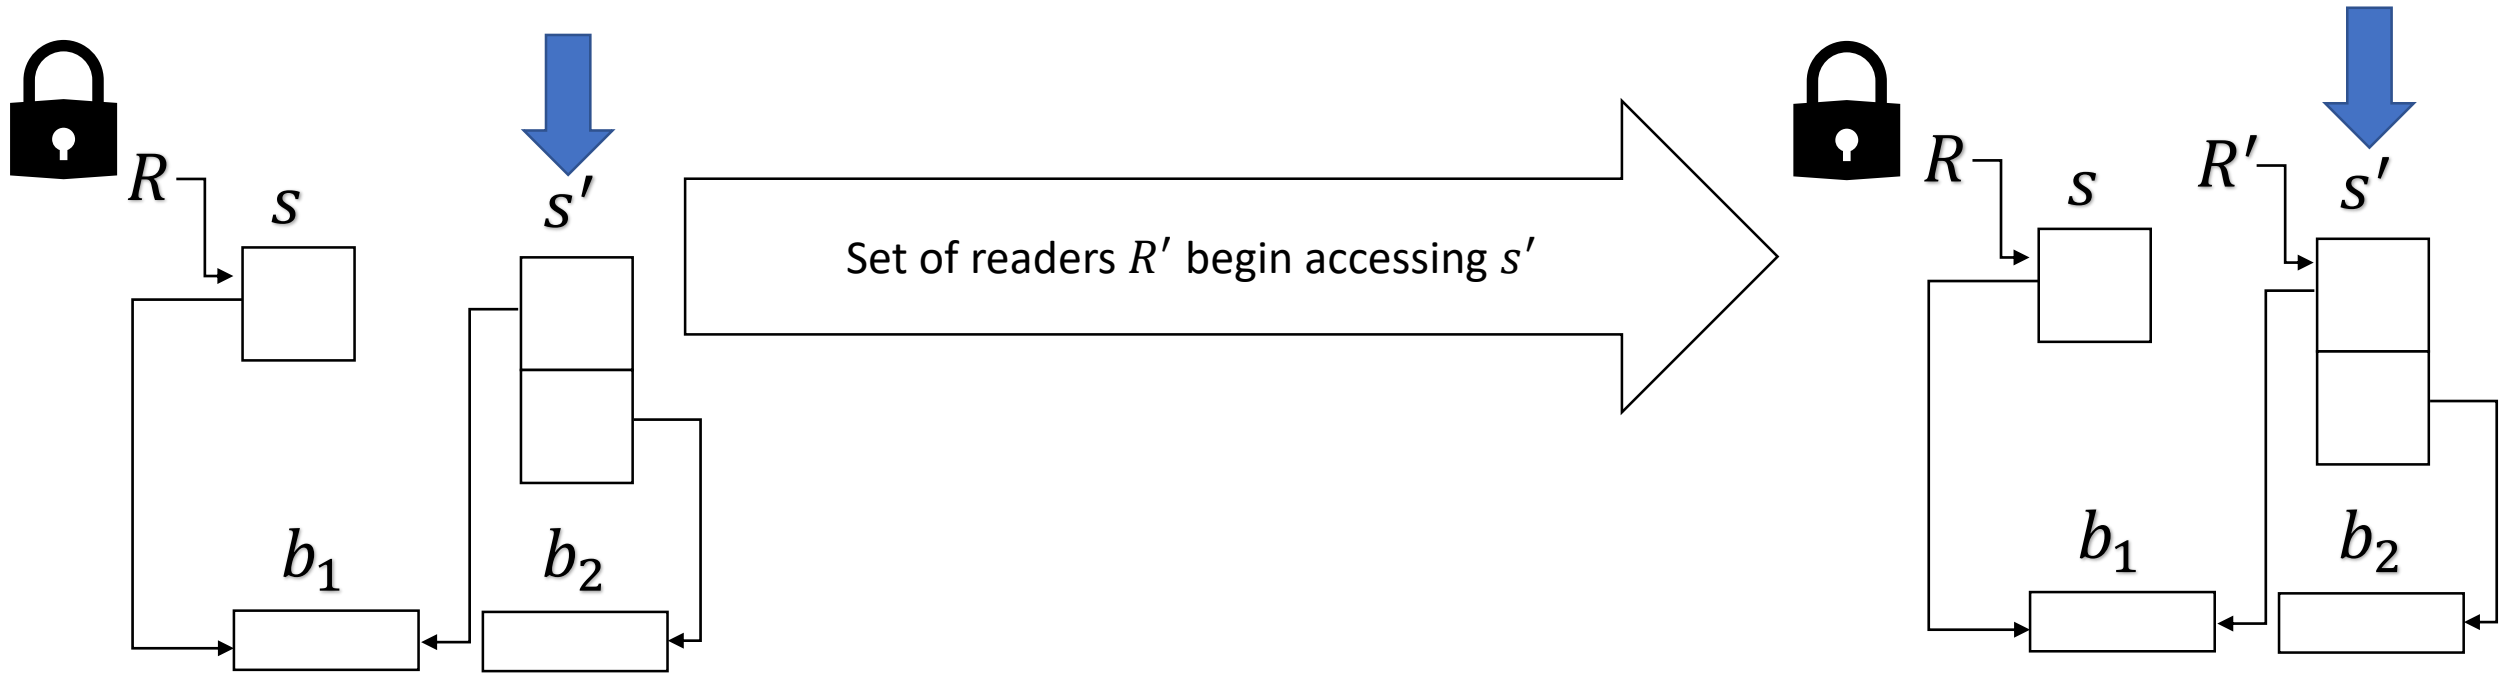 R
s
s′
b₁
b₂
Set of readers R′ begin accessing s′
R
s
R′
s′
b₁
b₂